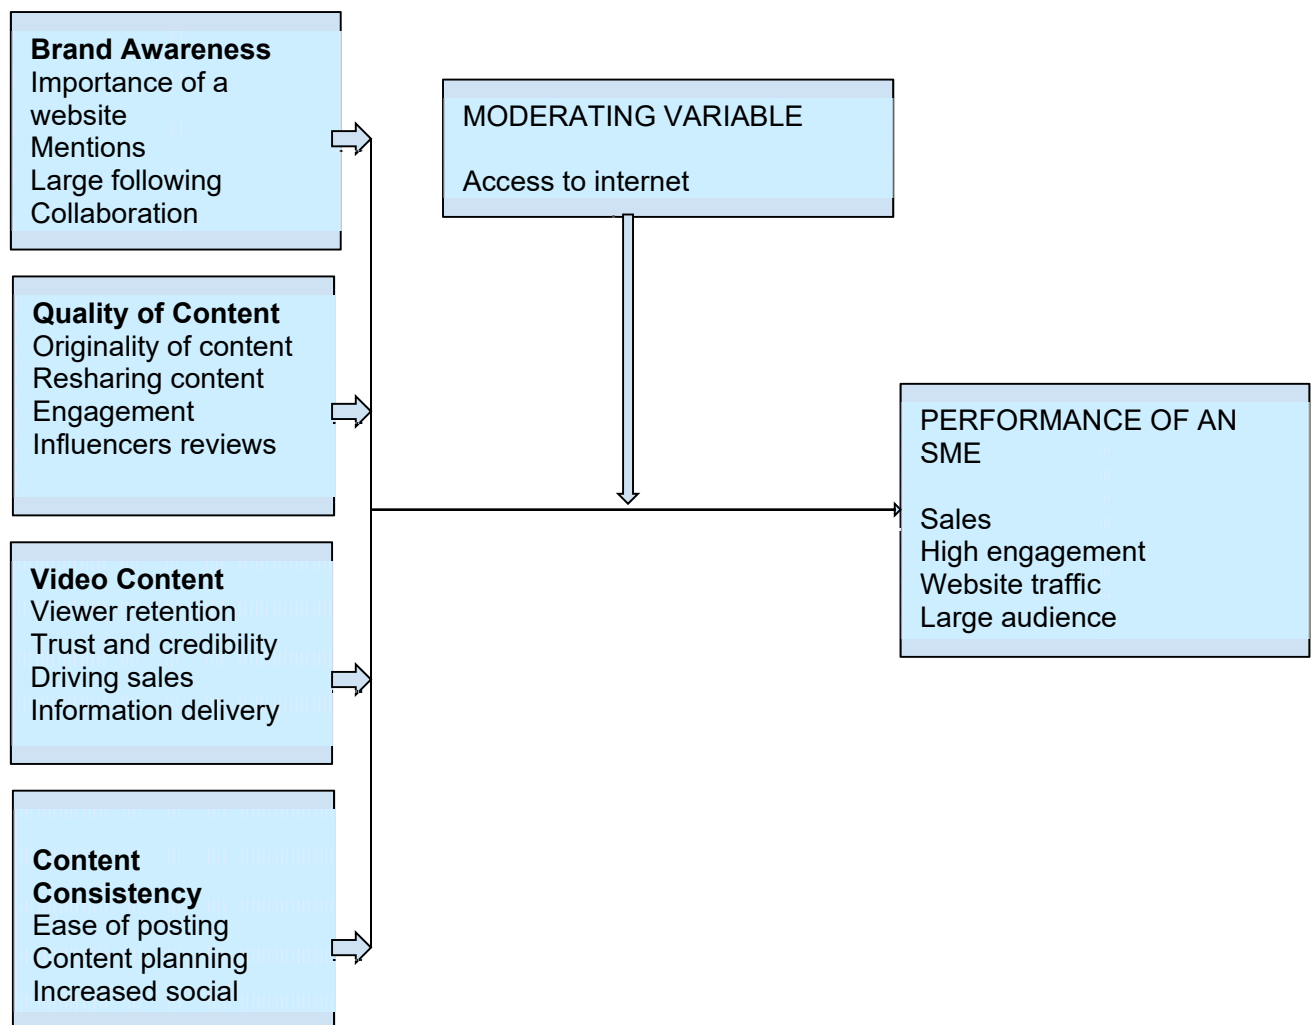 Brand Awareness
Importance of a
website
Mentions
Large following
Collaboration
MODERATING VARIABLE
Access to internet
Quality of Content
Originality of content
Resharing content
Engagement
Influencers reviews
PERFORMANCE OF AN
SME
Sales
High engagement
Website traffic
Large audience
Video Content
Viewer retention
Trust and credibility
Driving sales
Information delivery
Content
Consistency
Ease of posting
Content planning
Increased social